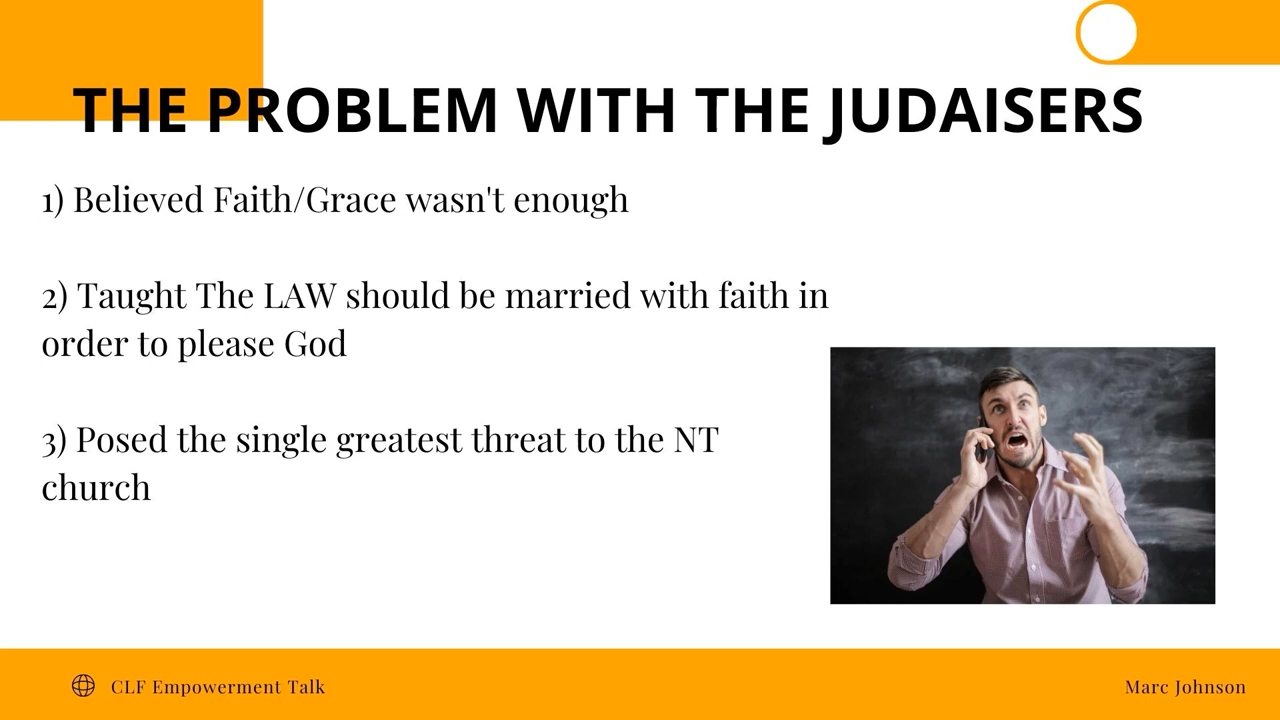 THE PROBLEM WITH THE JUDAISERS
1) Believed Faith/Grace wasn't enough
2) Taught The LAW should be married with faith in
order to please God
3) Posed the single greatest threat to the NT
church
CLF Empowerment Talk
Marc Johnson